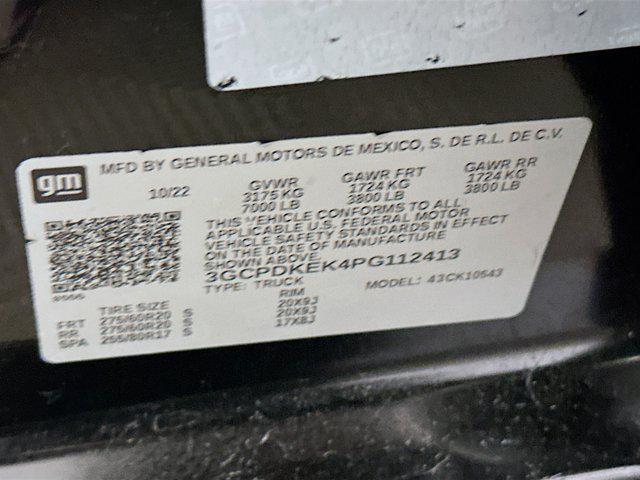 gm
MFD BY GENERAL MOTORS DE MEXICO, S. DE R.L. DE C.V.
10/22 GVWR GAWR FRT GAWR RR
3175 KG 1724 KG 1724 KG
7000 LB 3800 LB 3800 LB
THIS VEHICLE CONFORMS TO ALL
APPLICABLE U.S. FEDERAL MOTOR
VEHICLE SAFETY STANDARDS IN EFFECT
ON THE DATE OF MANUFACTURE
SHOWN ABOVE.
3GCPDKEK4PG112413
TYPE: TRUCK MODEL: 43CK10543
TIRE SIZE RIM
FRT 275/60R20 S 20X9J
RR 275/60R20 S 20X9J
SPA 255/80R17 S 17X8J